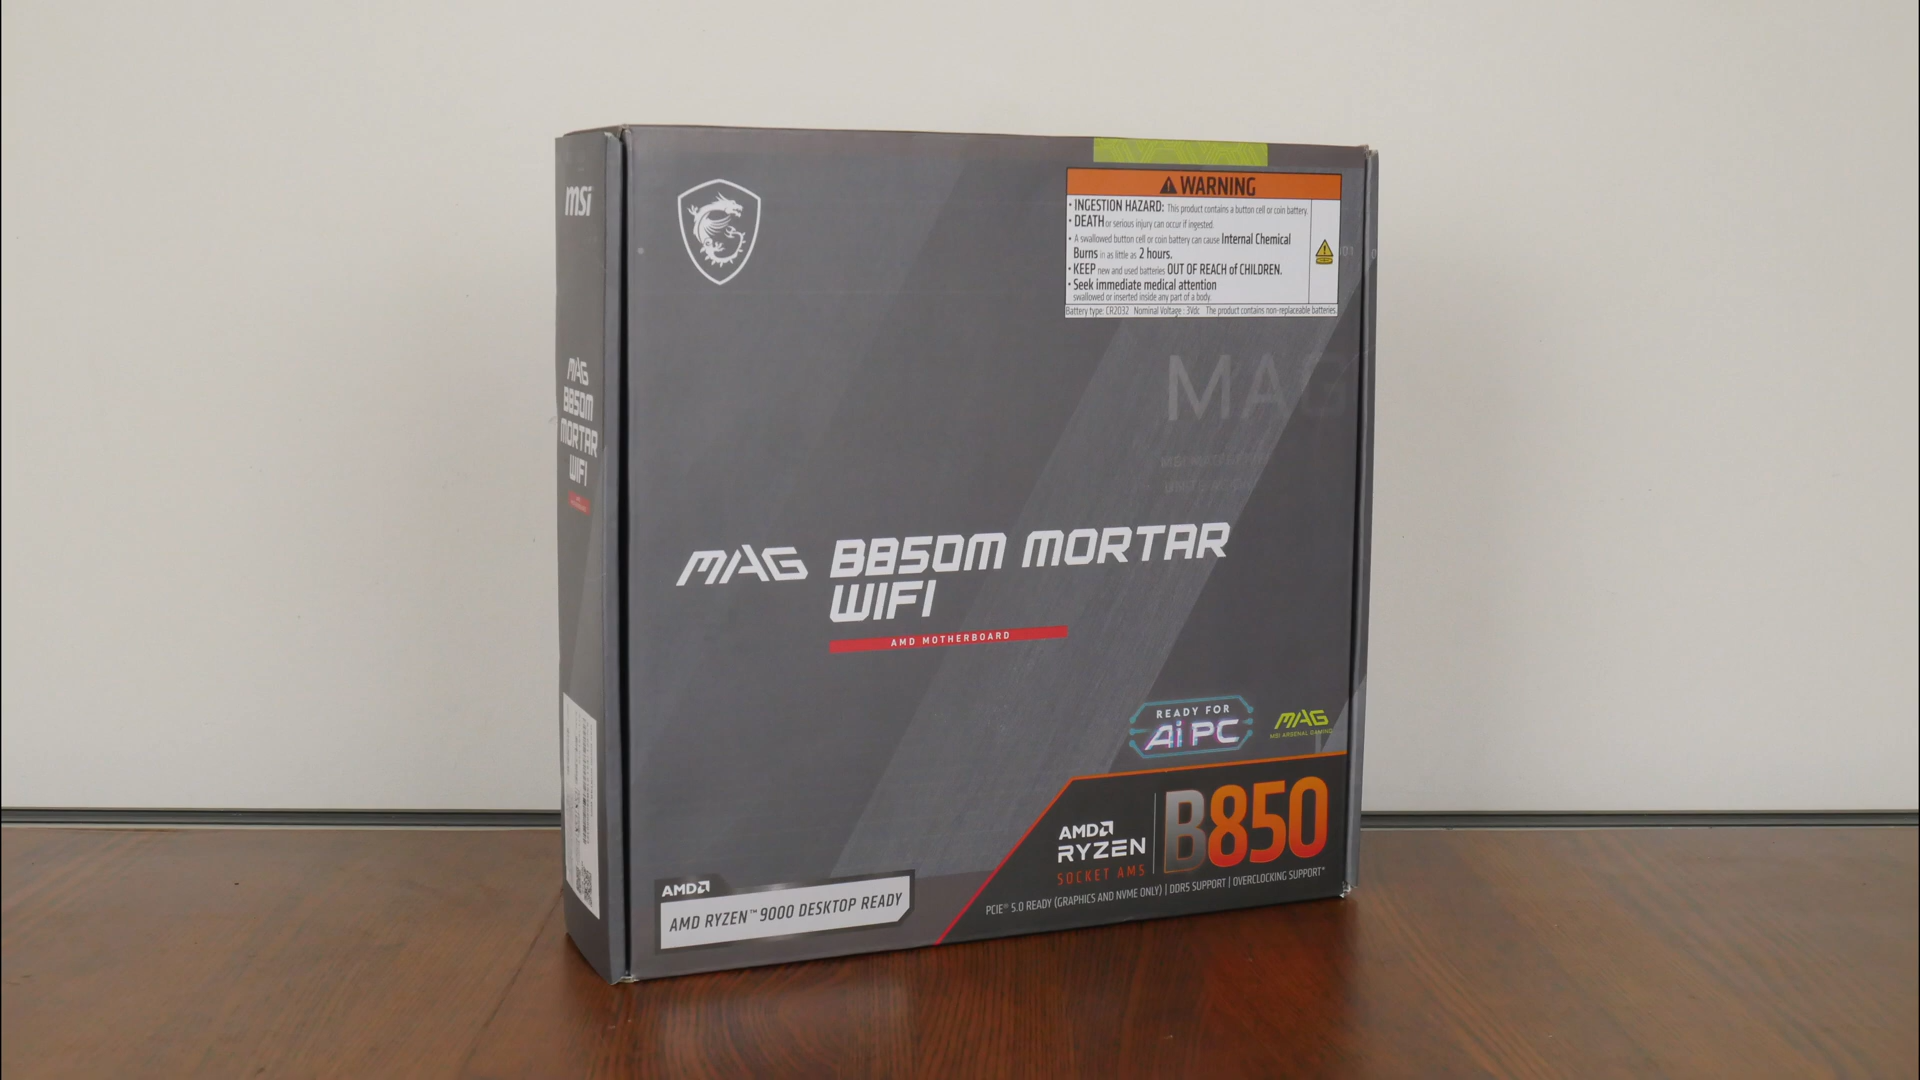 msi
MAG
B850M
MORTAR
WIFI
WARNING
• INGESTION HAZARD: This product contains a button cell or coin battery.
• DEATH or serious injury can occur if ingested.
• A swallowed button cell or coin battery can cause Internal Chemical
Burns in as little as 2 hours.
• KEEP new and used batteries OUT OF REACH of CHILDREN.
• Seek immediate medical attention
swallowed or inserted inside any part of a body.
Battery type: CR2032 Nominal Voltage : 3Vdc The product contains non-replaceable batteries.
MAG
MAG B850M MORTAR
WIFI
AMD MOTHERBOARD
READY FOR
Ai PC
MAG
MSI ARSENAL GAMING
AMD
RYZEN
SOCKET AM5
B850
PCIE® 5.0 READY (GRAPHICS AND NVME ONLY) | DDR5 SUPPORT | OVERCLOCKING SUPPORT*
AMD
AMD RYZEN™ 9000 DESKTOP READY